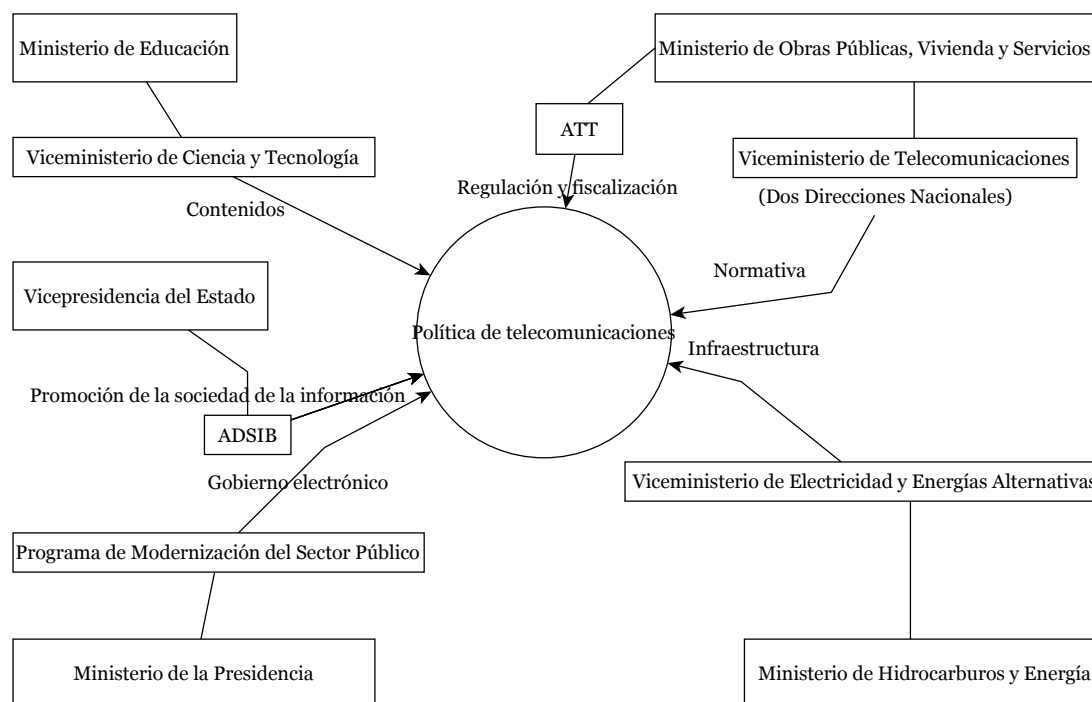 Ministerio de Educación
Ministerio de Obras Públicas, Vivienda y Servicios
ATT
Viceministerio de Ciencia y Tecnología
Viceministerio de Telecomunicaciones
Regulación y fiscalización
(Dos Direcciones Nacionales)
Contenidos
Normativa
Vicepresidencia del Estado
Política de telecomunicaciones
Infraestructura
Promoción de la sociedad de la información
ADSIB
Gobierno electrónico
Viceministerio de Electricidad y Energías Alternativas
Programa de Modernización del Sector Público
Ministerio de la Presidencia
Ministerio de Hidrocarburos y Energía